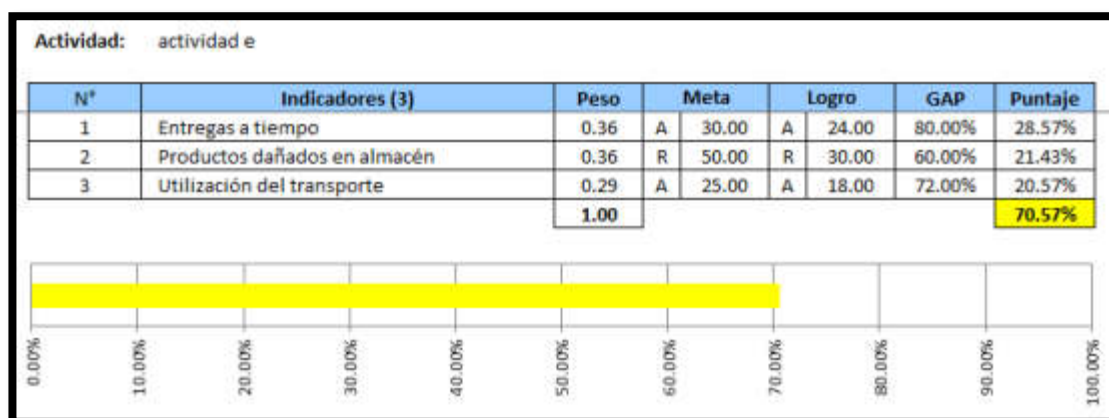 Actividad: actividad e
N° Indicadores (3) Peso Meta Logro GAP Puntaje
1 Entregas a tiempo 0.36 A 30.00 A 24.00 80.00% 28.57%
2 Productos dañados en almacén 0.36 R 50.00 R 30.00 60.00% 21.43%
3 Utilización del transporte 0.29 A 25.00 A 18.00 72.00% 20.57%
1.00 70.57%
0.00% 10.00% 20.00% 30.00% 40.00% 50.00% 60.00% 70.00% 80.00% 90.00% 100.00%